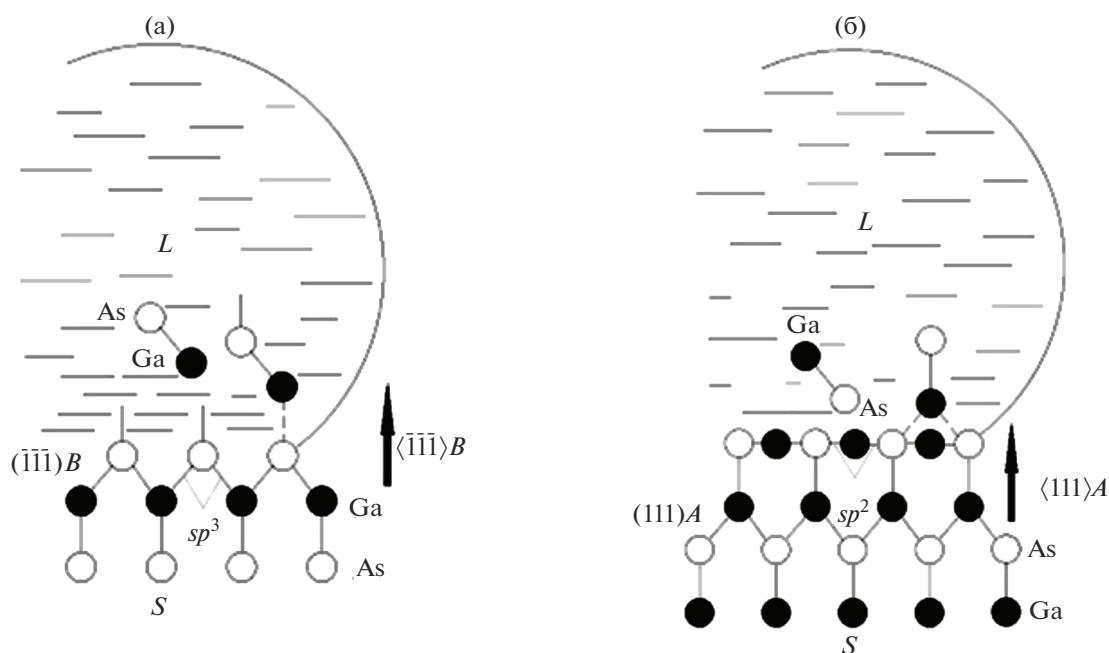 (а)
L
As
Ga
(1̅1̅1̅)B
⟨1̅1̅1̅⟩B
Ga
sp³
As
S
(б)
L
Ga
As
(111)A
sp²
⟨111⟩A
As
Ga
S